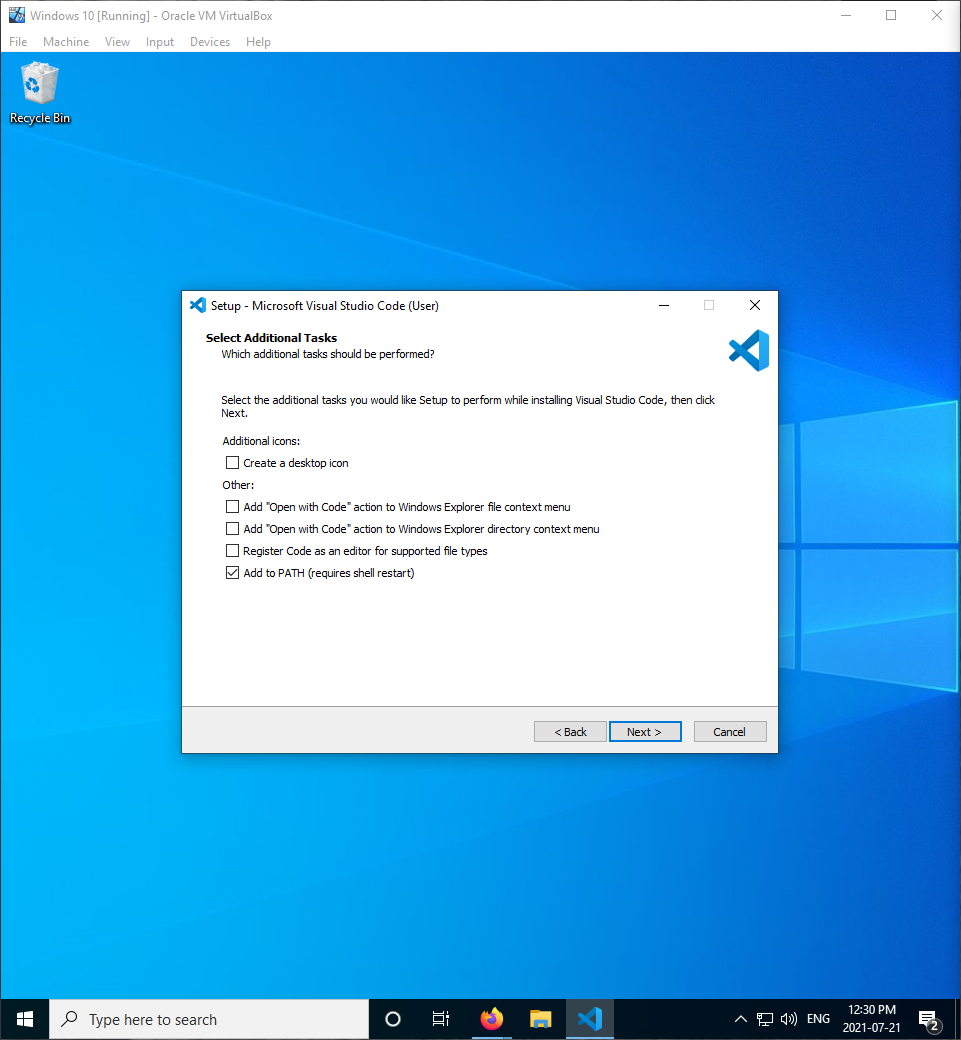 Windows 10 [Running] - Oracle VM VirtualBox
File Machine View Input Devices Help
Recycle Bin
Setup - Microsoft Visual Studio Code (User)
Select Additional Tasks
Which additional tasks should be performed?
Select the additional tasks you would like Setup to perform while installing Visual Studio Code, then click
Next.
Additional icons:
Create a desktop icon
Other:
Add "Open with Code" action to Windows Explorer file context menu
Add "Open with Code" action to Windows Explorer directory context menu
Register Code as an editor for supported file types
Add to PATH (requires shell restart)
< Back Next > Cancel
Type here to search
ENG
12:30 PM
2021-07-21
2